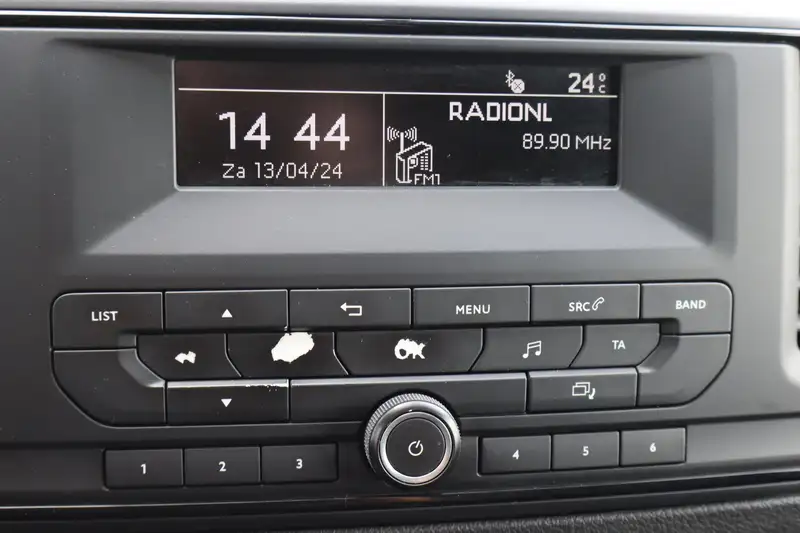 24°C
14 44
Za 13/04/24
RADIONL
89.90 MHz
FM1
LIST
MENU
SRC
BAND
OK
TA
1
2
3
4
5
6